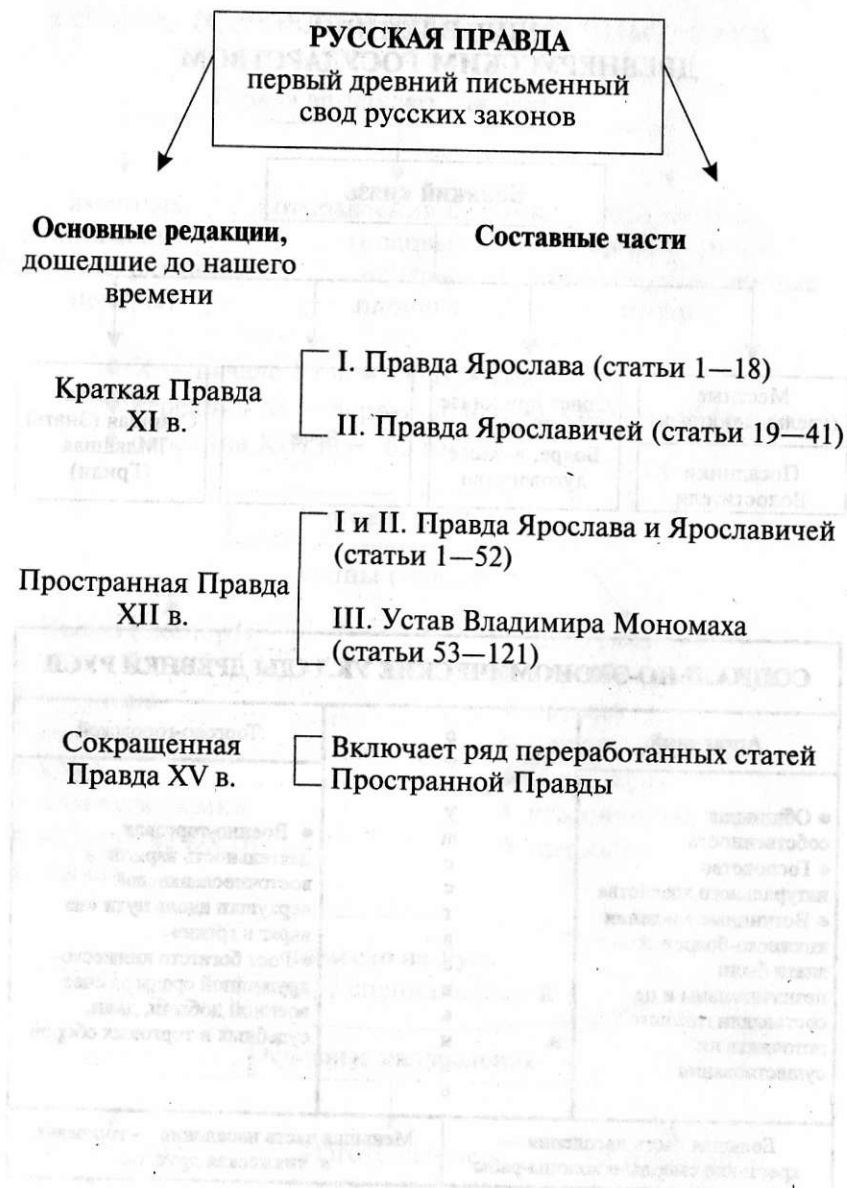 РУССКАЯ ПРАВДА
первый древний письменный
свод русских законов
Основные редакции,
дошедшие до нашего
времени
Составные части
Краткая Правда
XI в.
I. Правда Ярослава (статьи 1—18)
II. Правда Ярославичей (статьи 19—41)
Пространная Правда
XII в.
I и II. Правда Ярослава и Ярославичей
(статьи 1—52)
III. Устав Владимира Мономаха
(статьи 53—121)
Сокращенная
Правда XV в.
Включает ряд переработанных статей
Пространной Правды